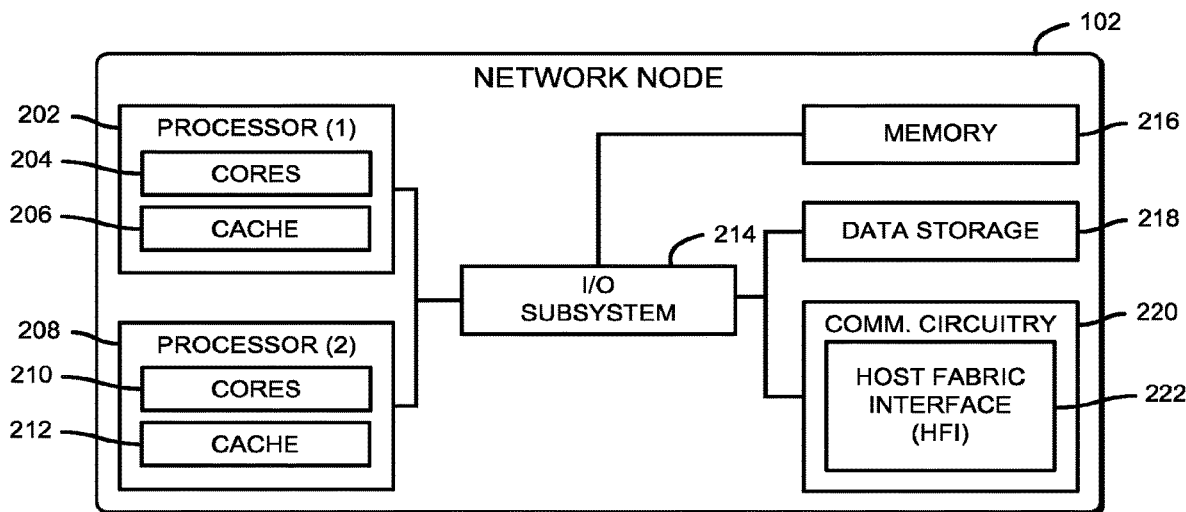 102
NETWORK NODE
202
PROCESSOR (1)
204
CORES
206
CACHE
208
PROCESSOR (2)
210
CORES
212
CACHE
214
I/O
SUBSYSTEM
MEMORY
216
DATA STORAGE
218
COMM. CIRCUITRY
220
HOST FABRIC
INTERFACE
(HFI)
222